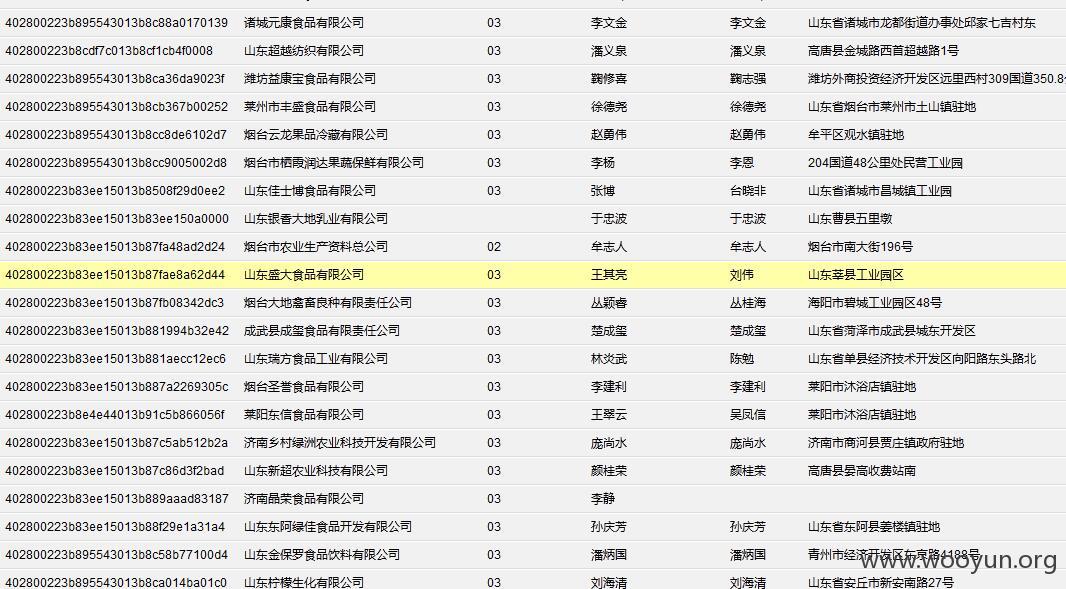 402800223b895543013b8c88a0170139 诸城元康食品有限公司 03 李文金 李文金 山东省诸城市龙都街道办事处邱家七吉村东
402800223b8cdf7c013b8cf1cb4f0008 山东超越纺织有限公司 03 潘义泉 潘义泉 高唐县金城路西首超越路1号
402800223b895543013b8ca36da9023f 潍坊益康宝食品有限公司 03 鞠修喜 鞠志强 潍坊外商投资经济开发区远里西村309国道350.8
402800223b895543013b8cb367b00252 莱州市丰盛食品有限公司 03 徐德尧 徐德尧 山东省烟台市莱州市土山镇驻地
402800223b895543013b8cc8de6102d7 烟台云龙果品冷藏有限公司 03 赵勇伟 赵勇伟 牟平区观水镇驻地
402800223b895543013b8cc9005002d8 烟台市栖霞润达果蔬保鲜有限公司 03 李杨 李恩 204国道48公里处民营工业园
402800223b83ee15013b8508f29d0ee2 山东佳士博食品有限公司 03 张博 台晓非 山东省诸城市昌城镇工业园
402800223b83ee15013b83ee150a0000 山东银香大地乳业有限公司 于忠波 于忠波 山东曹县五里墩
402800223b83ee15013b87fa48ad2d24 烟台市农业生产资料总公司 02 牟志人 牟志人 烟台市南大街196号
402800223b83ee15013b87fae8a62d44 山东盛大食品有限公司 03 王其亮 刘伟 山东莘县工业园区
402800223b83ee15013b87fb08342dc3 烟台大地畜禽良种有限责任公司 03 丛颖睿 丛桂海 海阳市碧城工业园区48号
402800223b83ee15013b881994b32e42 成武县成玺食品有限责任公司 03 楚成玺 楚成玺 山东省菏泽市成武县城东开发区
402800223b83ee15013b881aecc12ec6 山东瑞方食品工业有限公司 03 林炎武 陈勉 山东省单县经济技术开发区向阳路东头路北
402800223b83ee15013b887a2269305c 烟台圣誉食品有限公司 03 李建利 李建利 莱阳市沐浴店镇驻地
402800223b8e4e44013b91c5b866056f 莱阳东信食品有限公司 03 王翠云 吴凤信 莱阳市沐浴店镇驻地
402800223b83ee15013b87c5ab512b2a 济南乡村绿洲农业科技开发有限公司 03 庞尚水 庞尚水 济南市商河县贾庄镇政府驻地
402800223b83ee15013b87c86d3f2bad 山东新超农业科技有限公司 03 颜桂荣 颜桂荣 高唐县晏高收费站南
402800223b83ee15013b889aaad83187 济南晶荣食品有限公司 03 李静
402800223b83ee15013b88f29e1a31a4 山东东阿绿佳食品开发有限公司 03 孙庆芳 孙庆芳 山东省东阿县姜楼镇驻地
402800223b895543013b8c58b77100d4 山东金保罗食品饮料有限公司 03 潘炳国 潘炳国 青州市经济开发区东京路4188号
402800223b895543013b8ca014ba01c0 山东柠檬生化有限公司 03 刘海清 刘海清 山东省安丘市新安南路27号
www.wooyun.org